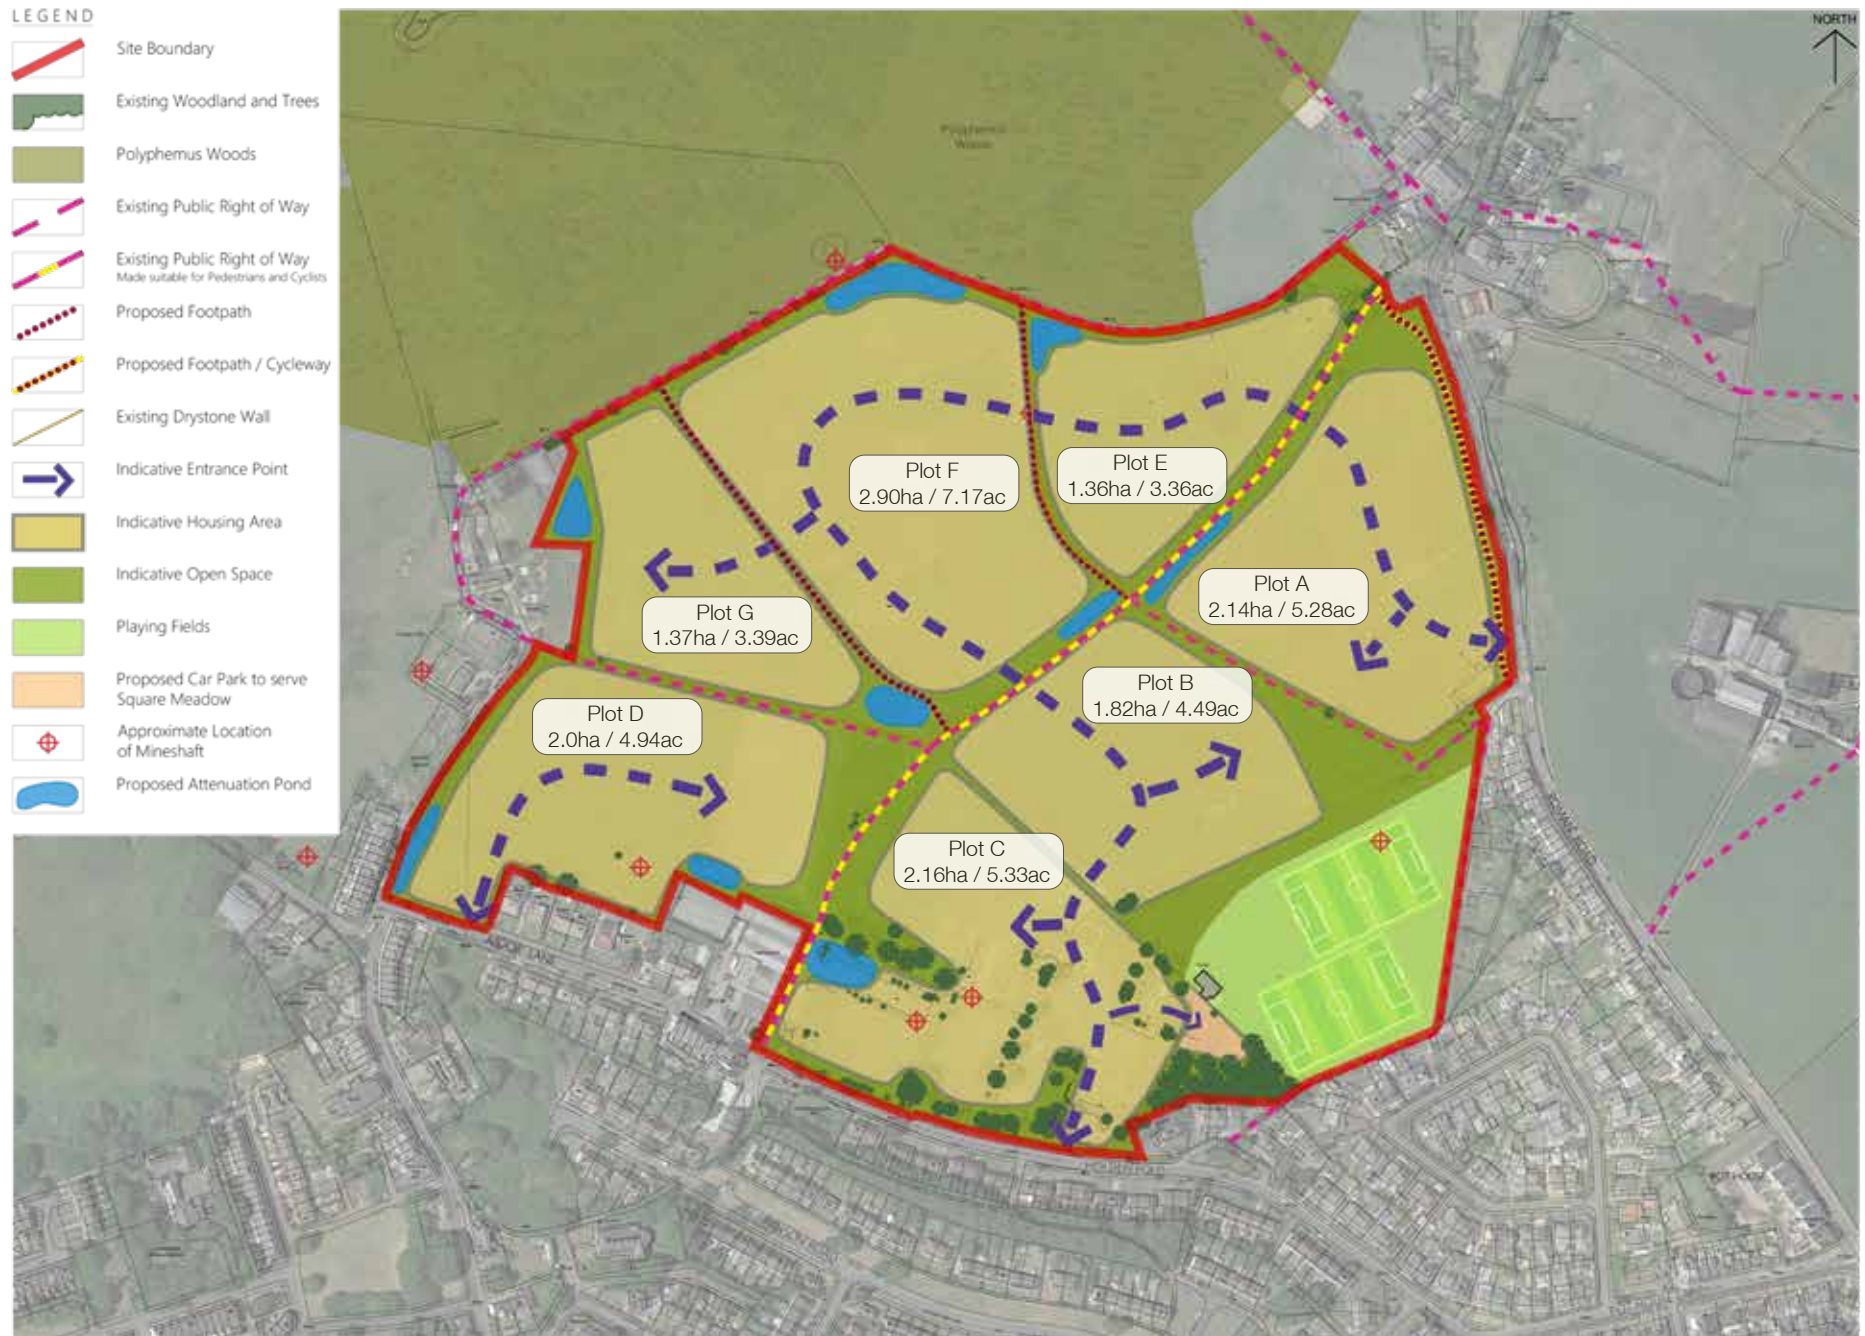 LEGEND
Site Boundary
Existing Woodland and Trees
Polyphemus Woods
Existing Public Right of Way
Existing Public Right of Way
Made suitable for Pedestrians and Cyclists
Proposed Footpath
Proposed Footpath / Cycleway
Existing Drystone Wall
Indicative Entrance Point
Indicative Housing Area
Indicative Open Space
Playing Fields
Proposed Car Park to serve
Square Meadow
Approximate Location
of Mineshaft
Proposed Attenuation Pond
NORTH
Polyphemus
Woods
Plot F
2.90ha / 7.17ac
Plot E
1.36ha / 3.36ac
Plot A
2.14ha / 5.28ac
Plot G
1.37ha / 3.39ac
Plot B
1.82ha / 4.49ac
Plot D
2.0ha / 4.94ac
Plot C
2.16ha / 5.33ac